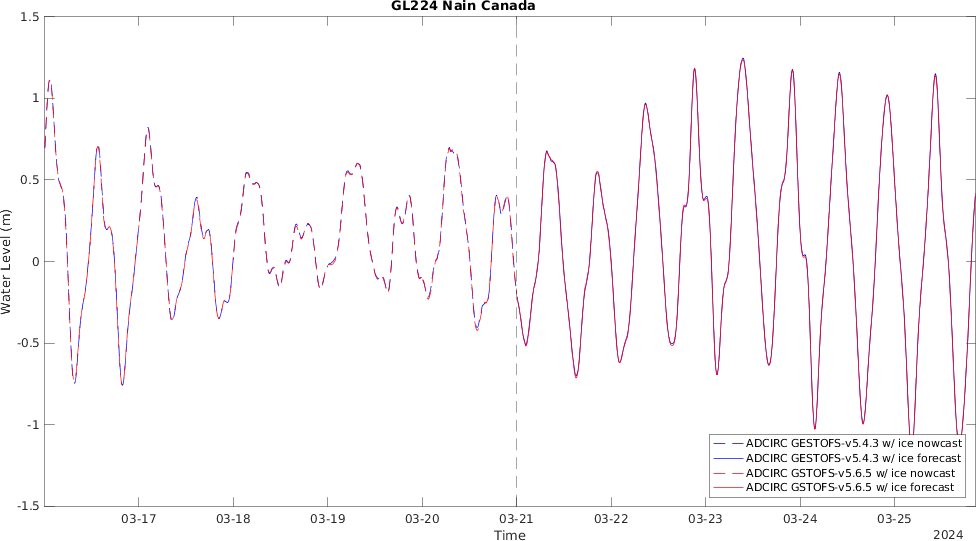 GL224 Nain Canada
1.5
1
0.5
0
-0.5
-1
-1.5
Water Level (m)
ADCIRC GESTOFS-v5.4.3 w/ ice nowcast
ADCIRC GESTOFS-v5.4.3 w/ ice forecast
ADCIRC GSTOFS-v5.6.5 w/ ice nowcast
ADCIRC GSTOFS-v5.6.5 w/ ice forecast
03-17 03-18 03-19 03-20 03-21 03-22 03-23 03-24 03-25
Time
2024